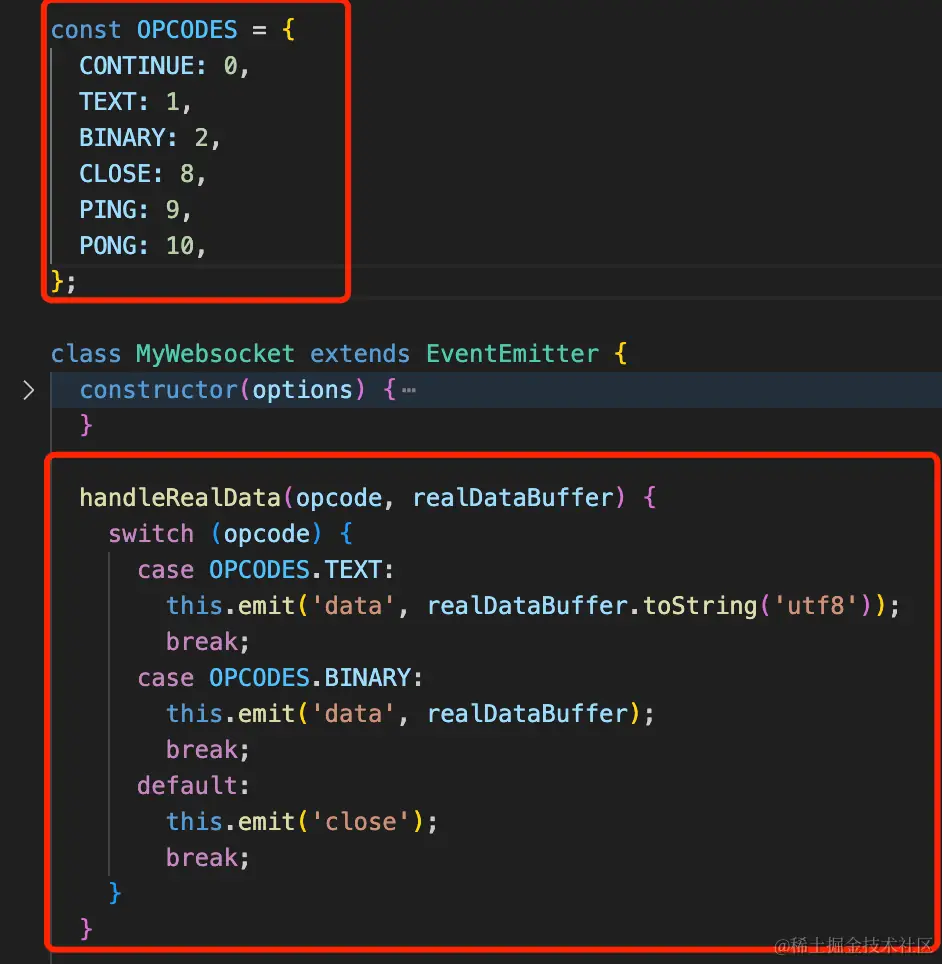 const OPCODES = {
  CONTINUE: 0,
  TEXT: 1,
  BINARY: 2,
  CLOSE: 8,
  PING: 9,
  PONG: 10,
};
class MyWebsocket extends EventEmitter {
  constructor(options) {⋯
  }
  handleRealData(opcode, realDataBuffer) {
    switch (opcode) {
      case OPCODES.TEXT:
        this.emit('data', realDataBuffer.toString('utf8'));
        break;
      case OPCODES.BINARY:
        this.emit('data', realDataBuffer);
        break;
      default:
        this.emit('close');
        break;
    }
  }
@稀土掘金技术社区